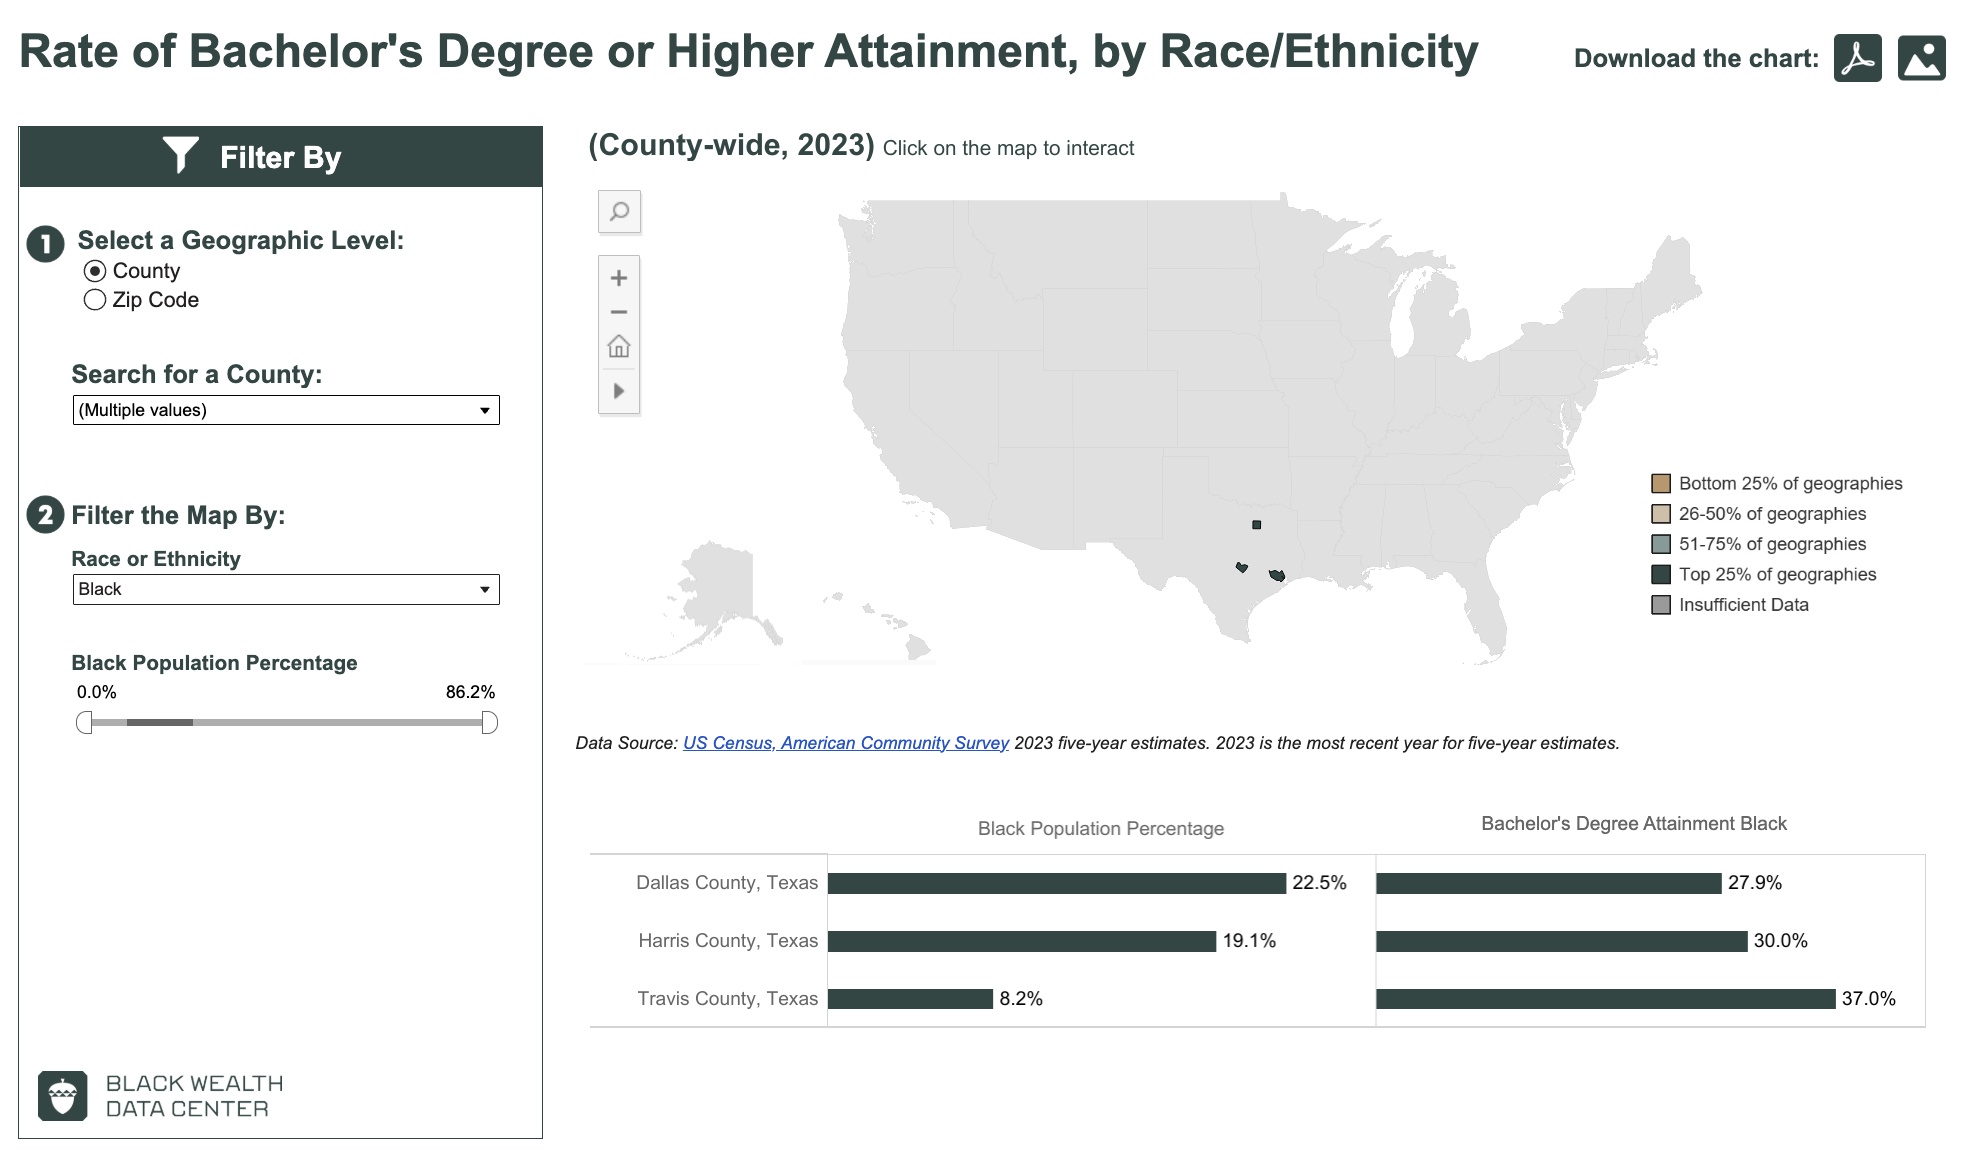 Rate of Bachelor's Degree or Higher Attainment, by Race/Ethnicity
Download the chart:
Filter By
1
Select a Geographic Level:
County
Zip Code
Search for a County:
(Multiple values)
2
Filter the Map By:
Race or Ethnicity
Black
Black Population Percentage
0.0% 86.2%
BLACK WEALTH
DATA CENTER
(County-wide, 2023) Click on the map to interact
Bottom 25% of geographies
26-50% of geographies
51-75% of geographies
Top 25% of geographies
Insufficient Data
Data Source: US Census, American Community Survey 2023 five-year estimates. 2023 is the most recent year for five-year estimates.
Black Population Percentage Bachelor's Degree Attainment Black
Dallas County, Texas 22.5% 27.9%
Harris County, Texas 19.1% 30.0%
Travis County, Texas 8.2% 37.0%